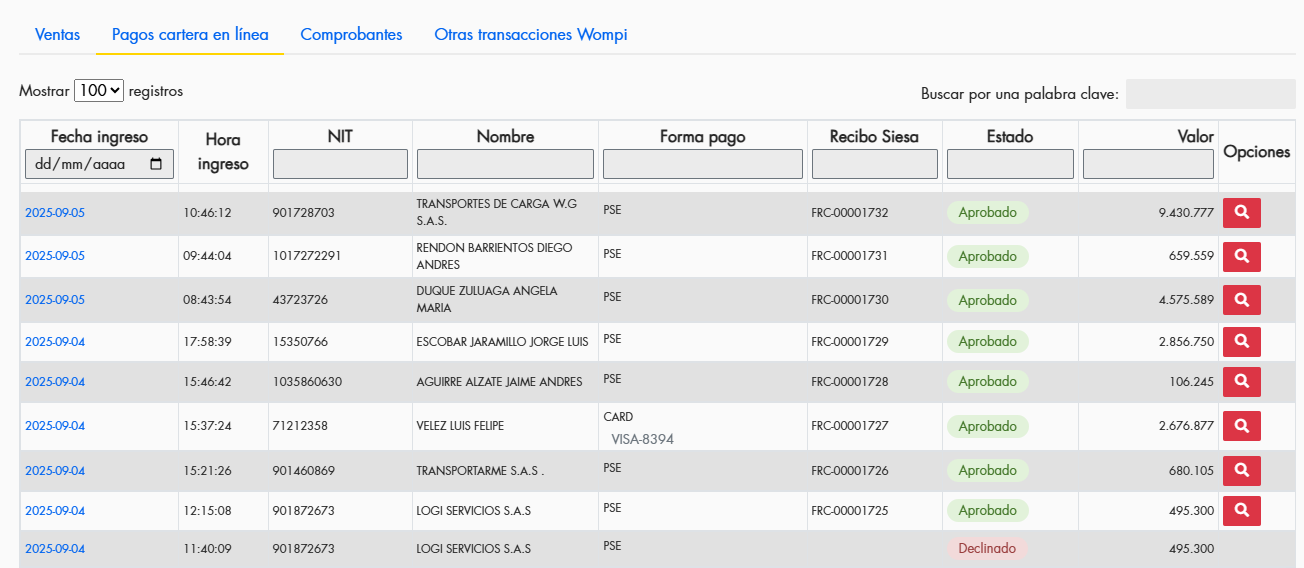 Ventas Pagos cartera en línea Comprobantes Otras transacciones Wompi
Mostrar 100 registros Buscar por una palabra clave:
Fecha ingreso Hora ingreso NIT Nombre Forma pago Recibo Siesa Estado Valor Opciones
dd/mm/aaaa
2025-09-05 10:46:12 901728703 TRANSPORTES DE CARGA W.G S.A.S. PSE FRC-00001732 Aprobado 9.430.777
2025-09-05 09:44:04 1017272291 RENDON BARRIENTOS DIEGO ANDRES PSE FRC-00001731 Aprobado 659.559
2025-09-05 08:43:54 43723726 DUQUE ZULUAGA ANGELA MARIA PSE FRC-00001730 Aprobado 4.575.589
2025-09-04 17:58:39 15350766 ESCOBAR JARAMILLO JORGE LUIS PSE FRC-00001729 Aprobado 2.856.750
2025-09-04 15:46:42 1035860630 AGUIRRE ALZATE JAIME ANDRES PSE FRC-00001728 Aprobado 106.245
2025-09-04 15:37:24 71212358 VELEZ LUIS FELIPE CARD VISA-8394 FRC-00001727 Aprobado 2.676.877
2025-09-04 15:21:26 901460869 TRANSPORTARME S.A.S . PSE FRC-00001726 Aprobado 680.105
2025-09-04 12:15:08 901872673 LOGI SERVICIOS S.A.S PSE FRC-00001725 Aprobado 495.300
2025-09-04 11:40:09 901872673 LOGI SERVICIOS S.A.S PSE Declinado 495.300